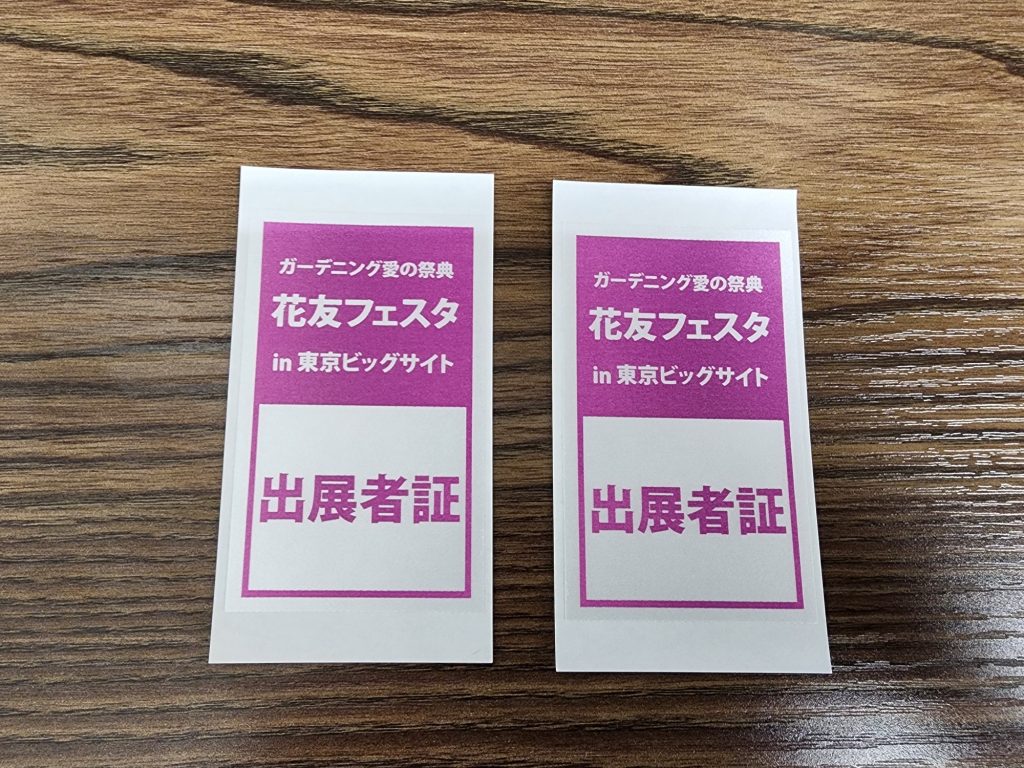 ガーデニング愛の祭典
花友フェスタ
in 東京ビッグサイト
出展者証
ガーデニング愛の祭典
花友フェスタ
in 東京ビッグサイト
出展者証